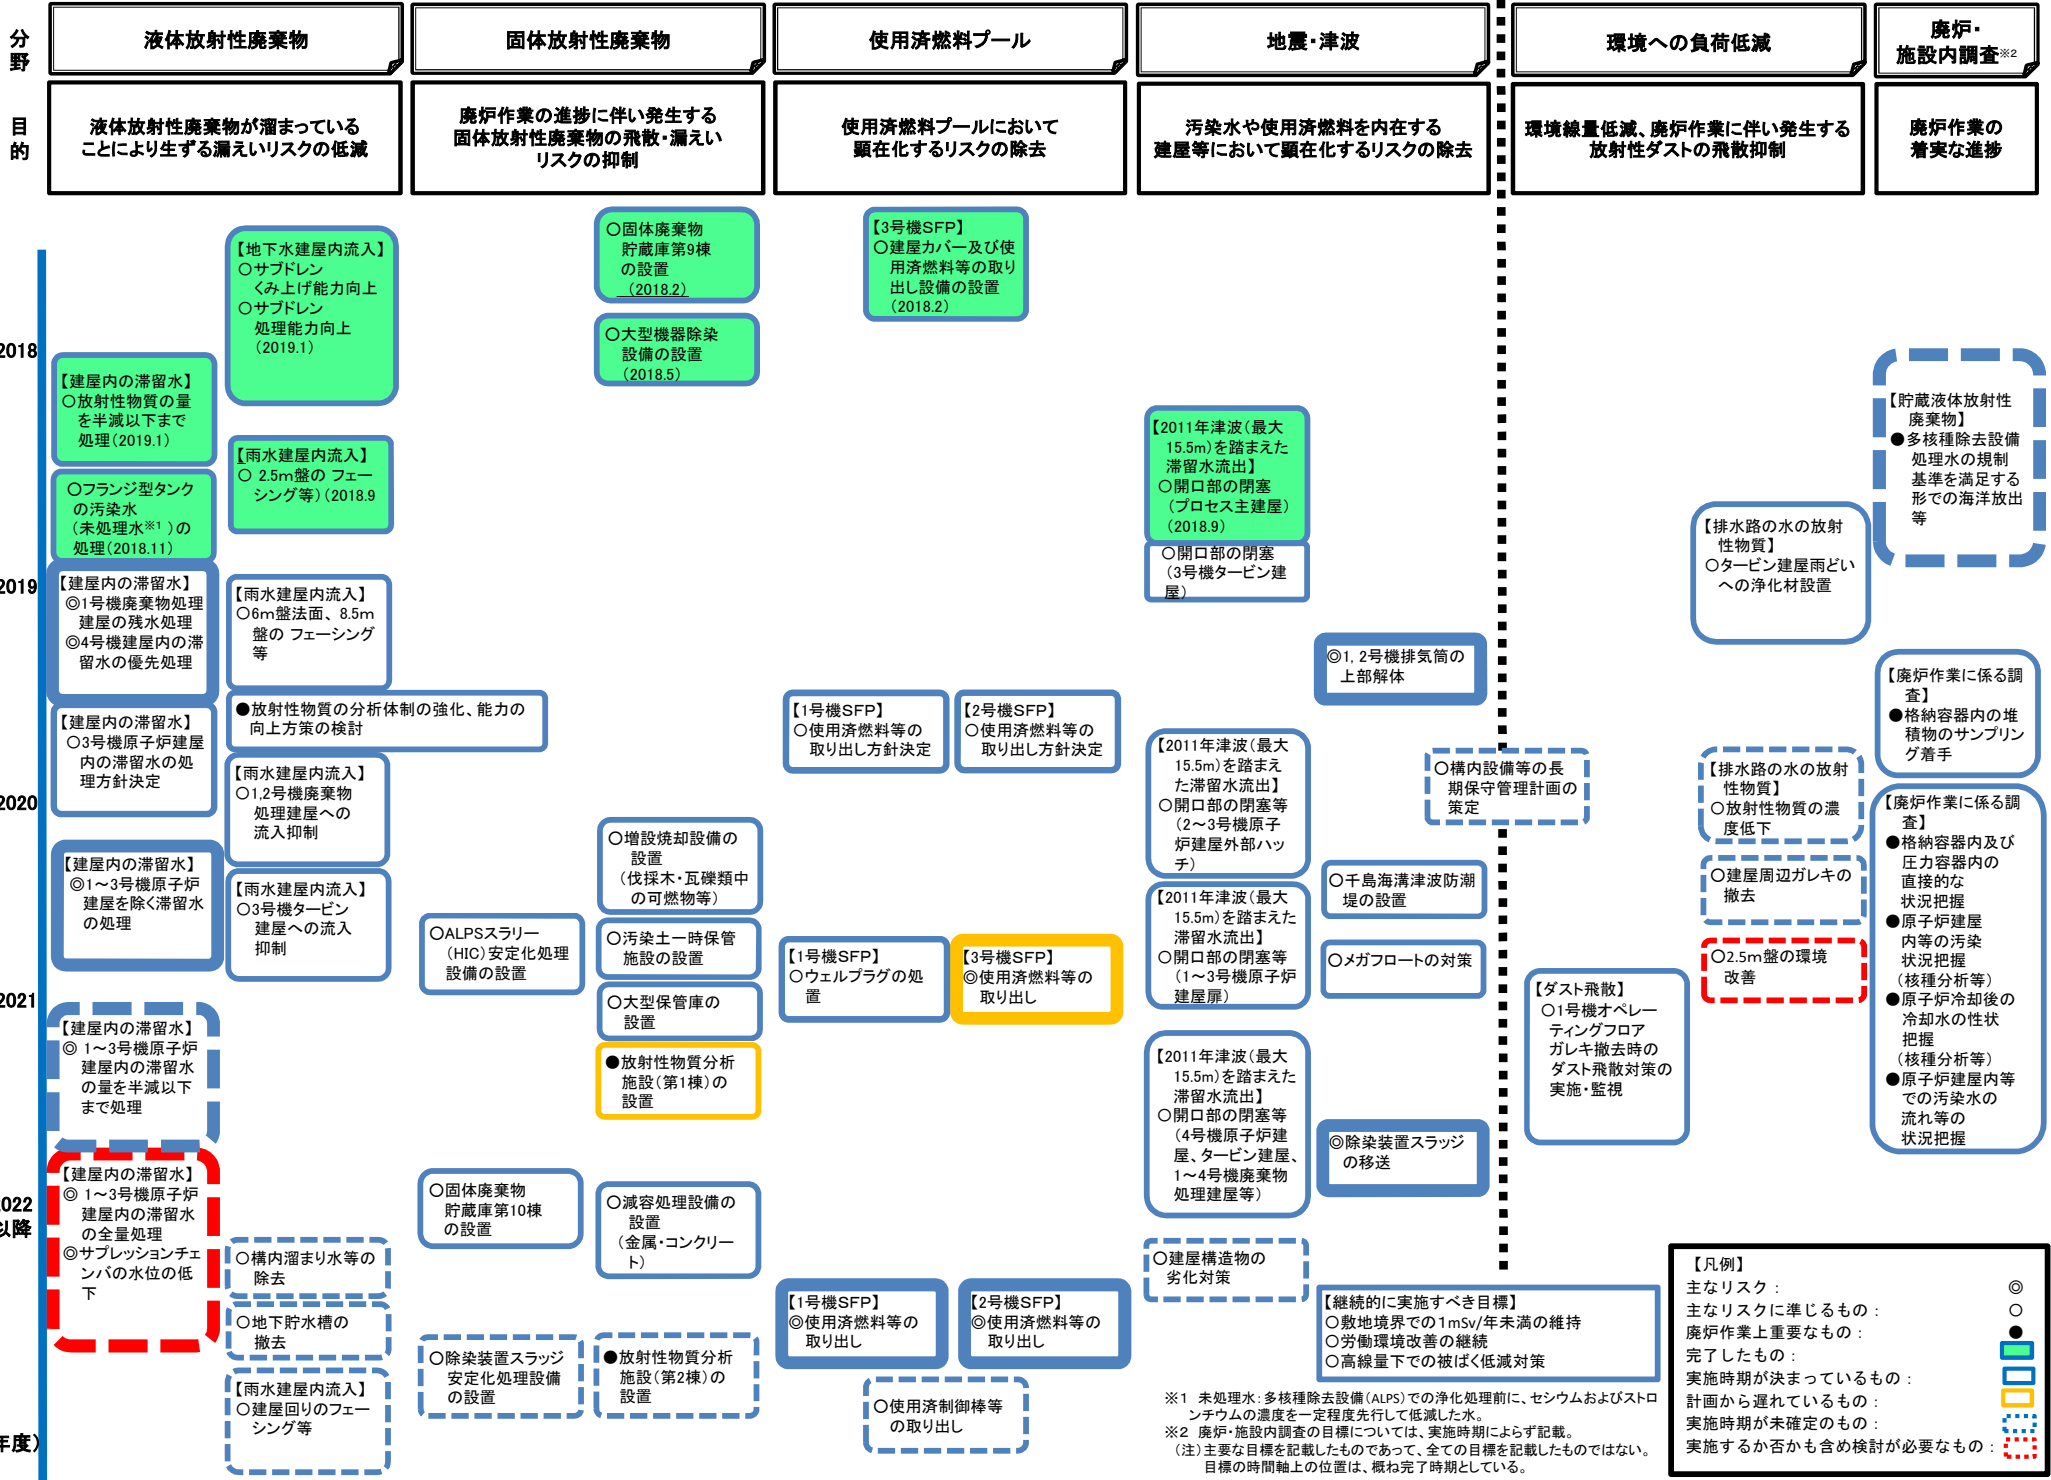 分野
液体放射性廃棄物
固体放射性廃棄物
使用済燃料プール
地震・津波
環境への負荷低減
廃炉・
施設内調査※2
目的
液体放射性廃棄物が溜まっている
ことにより生ずる漏えいリスクの低減
廃炉作業の進捗に伴い発生する
固体放射性廃棄物の飛散・漏えい
リスクの抑制
使用済燃料プールにおいて
顕在化するリスクの除去
汚染水や使用済燃料を内在する
建屋等において顕在化するリスクの除去
環境線量低減、廃炉作業に伴い発生する
放射性ダストの飛散抑制
廃炉作業の
着実な進捗
2018
2019
2020
2021
022
以降
年度)
【建屋内の滞留水】
○放射性物質の量
を半減以下まで
処理(2019.1)
○フランジ型タンク
の汚染水
(未処理水※1 )の
処理(2018.11)
【建屋内の滞留水】
◎1号機廃棄物処理
建屋の残水処理
◎4号機建屋内の滞
留水の優先処理
【建屋内の滞留水】
○3号機原子炉建屋
内の滞留水の処
理方針決定
【建屋内の滞留水】
◎1～3号機原子炉
建屋を除く滞留水
の処理
【建屋内の滞留水】
◎ 1～3号機原子炉
建屋内の滞留水
の量を半減以下
まで処理
【建屋内の滞留水】
◎ 1～3号機原子炉
建屋内の滞留水
の全量処理
◎サプレッションチェ
ンバの水位の低
下
【地下水建屋内流入】
○サブドレン
くみ上げ能力向上
○サブドレン
処理能力向上
(2019.1)
【雨水建屋内流入】
○ 2.5m盤の フェー
シング等)(2018.9
【雨水建屋内流入】
○6m盤法面、8.5m
盤の フェーシング
等
●放射性物質の分析体制の強化、能力の
向上方策の検討
【雨水建屋内流入】
○1,2号機廃棄物
処理建屋への
流入抑制
【雨水建屋内流入】
○3号機タービン
建屋への流入
抑制
○構内溜まり水等の
除去
○地下貯水槽の
撤去
【雨水建屋内流入】
○建屋回りのフェー
シング等
○固体廃棄物
貯蔵庫第9棟
の設置
(2018.2)
○大型機器除染
設備の設置
(2018.5)
○増設焼却設備の
設置
(伐採木・瓦礫類中
の可燃物等)
○ALPSスラリー
(HIC)安定化処理
設備の設置
○汚染土一時保管
施設の設置
○大型保管庫の
設置
●放射性物質分析
施設(第1棟)の
設置
○固体廃棄物
貯蔵庫第10棟
の設置
○減容処理設備の
設置
(金属・コンクリー
ト)
○除染装置スラッジ
安定化処理設備
の設置
●放射性物質分析
施設(第2棟)の
設置
【3号機SFP】
○建屋カバー及び使
用済燃料等の取り
出し設備の設置
(2018.2)
【1号機SFP】
○使用済燃料等の
取り出し方針決定
【2号機SFP】
○使用済燃料等の
取り出し方針決定
【1号機SFP】
○ウェルプラグの処
置
【3号機SFP】
◎使用済燃料等の
取り出し
【1号機SFP】
◎使用済燃料等の
取り出し
【2号機SFP】
◎使用済燃料等の
取り出し
○使用済制御棒等
の取り出し
【2011年津波(最大
15.5m)を踏まえた
滞留水流出】
○開口部の閉塞
(プロセス主建屋)
(2018.9)
○開口部の閉塞
(3号機タービン建
屋)
◎1, 2号機排気筒の
上部解体
【2011年津波(最大
15.5m)を踏まえ
た滞留水流出】
○開口部の閉塞等
(2～3号機原子
炉建屋外部ハッ
チ)
○構内設備等の長
期保守管理計画の
策定
【2011年津波(最大
15.5m)を踏まえた
滞留水流出】
○開口部の閉塞等
(1～3号機原子炉
建屋扉)
○千島海溝津波防潮
堤の設置
○メガフロートの対策
【2011年津波(最大
15.5m)を踏まえた
滞留水流出】
○開口部の閉塞等
(4号機原子炉建
屋、タービン建屋、
1～4号機廃棄物
処理建屋等)
◎除染装置スラッジ
の移送
○建屋構造物の
劣化対策
【継続的に実施すべき目標】
○敷地境界での1mSv/年未満の維持
○労働環境改善の継続
○高線量下での被ばく低減対策
【排水路の水の放射
性物質】
○タービン建屋雨どい
への浄化材設置
【排水路の水の放射
性物質】
○放射性物質の濃
度低下
○建屋周辺ガレキの
撤去
○2.5m盤の環境
改善
【ダスト飛散】
○1号機オペレー
ティングフロア
ガレキ撤去時の
ダスト飛散対策の
実施・監視
【貯蔵液体放射性
廃棄物】
●多核種除去設備
処理水の規制
基準を満足する
形での海洋放出
等
【廃炉作業に係る調
査】
●格納容器内の堆
積物のサンプリン
グ着手
【廃炉作業に係る調
査】
●格納容器内及び
圧力容器内の
直接的な
状況把握
●原子炉建屋
内等の汚染
状況把握
(核種分析等)
●原子炉冷却後の
冷却水の性状
把握
(核種分析等)
●原子炉建屋内等
での汚染水の
流れ等の
状況把握
【凡例】
主なリスク： ◎
主なリスクに準じるもの： ○
廃炉作業上重要なもの： ●
完了したもの：
実施時期が決まっているもの：
計画から遅れているもの：
実施時期が未確定のもの：
実施するか否かも含め検討が必要なもの：
※1 未処理水：多核種除去設備(ALPS)での浄化処理前に、セシウムおよびストロ
ンチウムの濃度を一定程度先行して低減した水。
※2 廃炉・施設内調査の目標については、実施時期によらず記載。
(注)主要な目標を記載したものであって、全ての目標を記載したものではない。
目標の時間軸上の位置は、概ね完了時期としている。